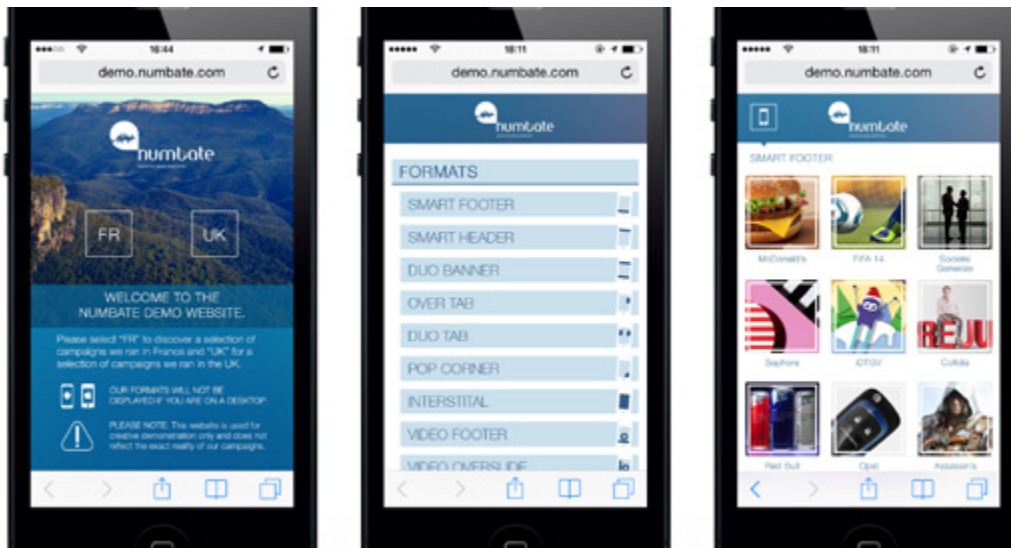 16:44
demo.numbate.com
numbate
FR
UK
WELCOME TO THE
NUMBATE DEMO WEBSITE.
Please select "FR" to discover a selection of
campaigns we ran in France and "UK" for a
selection of campaigns we ran in the UK.
OUR FORMATS WILL NOT BE
DISPLAYED IF YOU ARE ON A DESKTOP
PLEASE NOTE: This website is used for
creative demonstration only and does not
reflect the exact reality of our campaigns.
18:11
demo.numbate.com
numbate
FORMATS
SMART FOOTER
SMART HEADER
DUO BANNER
OVER TAB
DUO TAB
POP CORNER
INTERSTITAL
VIDEO FOOTER
VIDEO OVERSLIDE
18:11
demo.numbate.com
numbate
SMART FOOTER
McDonald's
FIFA 14
Societe
Generale
REJU
Sephora
iDTGV
Collidis
Red Bull
Opel
Assassin's